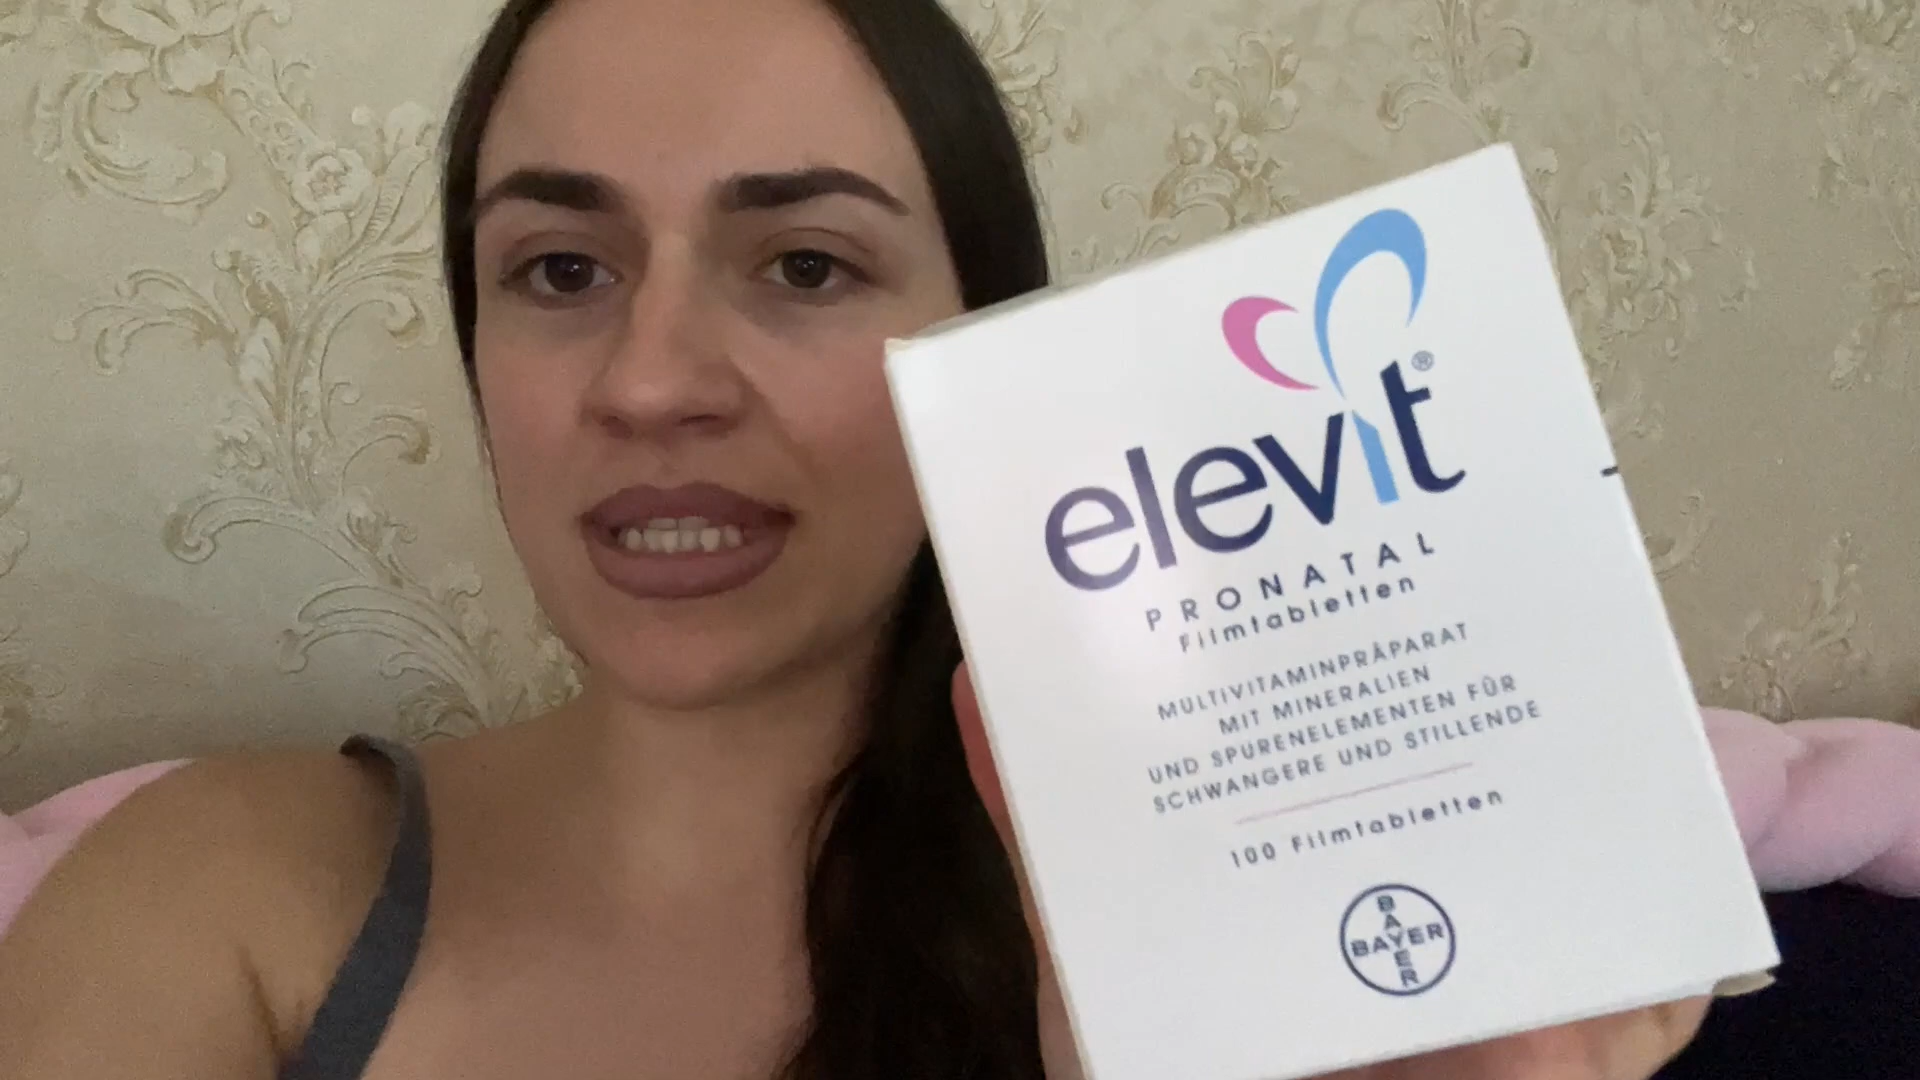 elevit®
PRONATAL
Filmtabletten
MULTIVITAMINPRÄPARAT
MIT MINERALIEN
UND SPURENELEMENTEN FÜR
SCHWANGERE UND STILLENDE
100 Filmtabletten
BAYER
BAYER